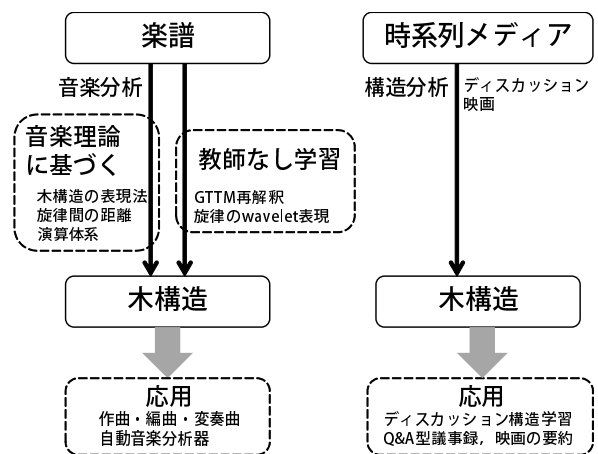 楽譜
音楽分析
音楽理論
に基づく
木構造の表現法
旋律間の距離
演算体系
教師なし学習
GTTM再解釈
旋律のwavelet表現
木構造
応用
作曲・編曲・変奏曲
自動音楽分析器
時系列メディア
構造分析
ディスカッション
映画
木構造
応用
ディスカッション構造学習
Q&A型議事録，映画の要約